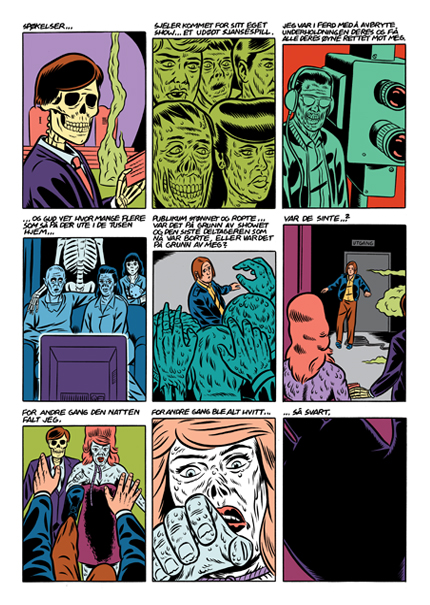 SPØKELSER...
SJELER KOMMET FOR SITT EGET
SHOW... ET UDGØT SJANSESPILL.
JEG VAR I FERD MED Å AVBRYTE
UNDERHOLDNINGEN DERES OG FÅ
ALLE DERES ØYNE RETTET MOT MEG.
... OG GUD VET HVOR MANGE FLERE
SOM SÅ PÅ DER UTE I DE TUSEN
HJEM...
PUBLIKUM STØNNET OG ROPTE...
VAR DET PÅ GRUNN AV SHOWET
OG DEN SISTE DELTAGEREN SOM
NÅ VAR BORTE, ELLER VAR DET
PÅ GRUNN AV MEG?
VAR DE SINTE...?
UTGANG
FOR ANDRE GANG DEN NATTEN
FALT JEG.
FOR ANDRE GANG BLE ALT HVITT...
... SÅ SVART.